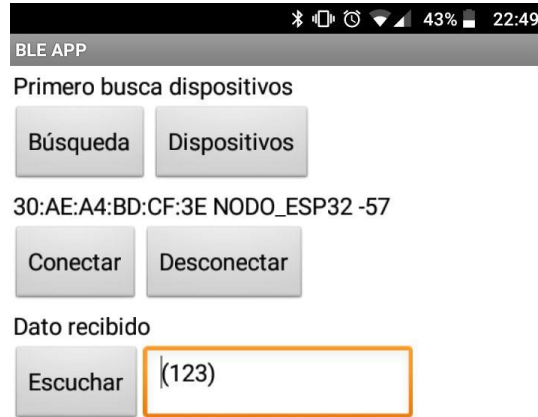 43% 22:49
BLE APP
Primero busca dispositivos
Búsqueda Dispositivos
30:AE:A4:BD:CF:3E NODO_ESP32 -57
Conectar Desconectar
Dato recibido
Escuchar (123)